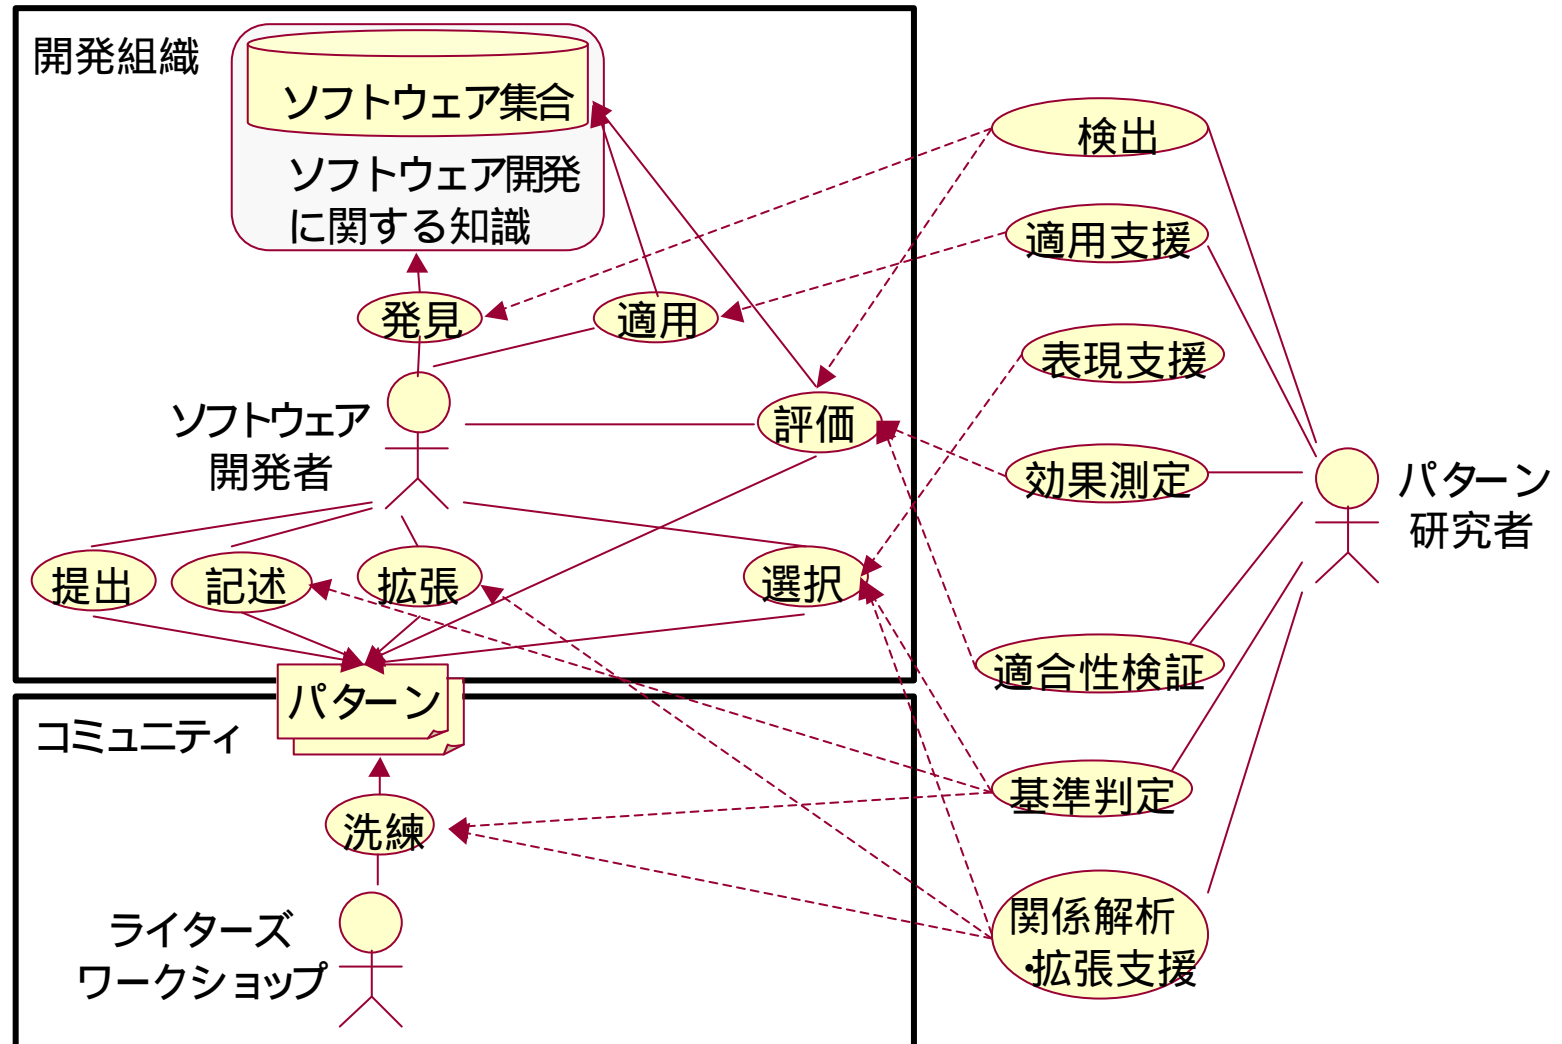 開発組織
ソフトウェア集合
ソフトウェア開発
に関する知識
検出
適用支援
発見
適用
表現支援
ソフトウェア
開発者
評価
効果測定
パターン
研究者
提出
記述
拡張
選択
適合性検証
パターン
コミュニティ
基準判定
洗練
関係解析
・拡張支援
ライターズ
ワークショップ